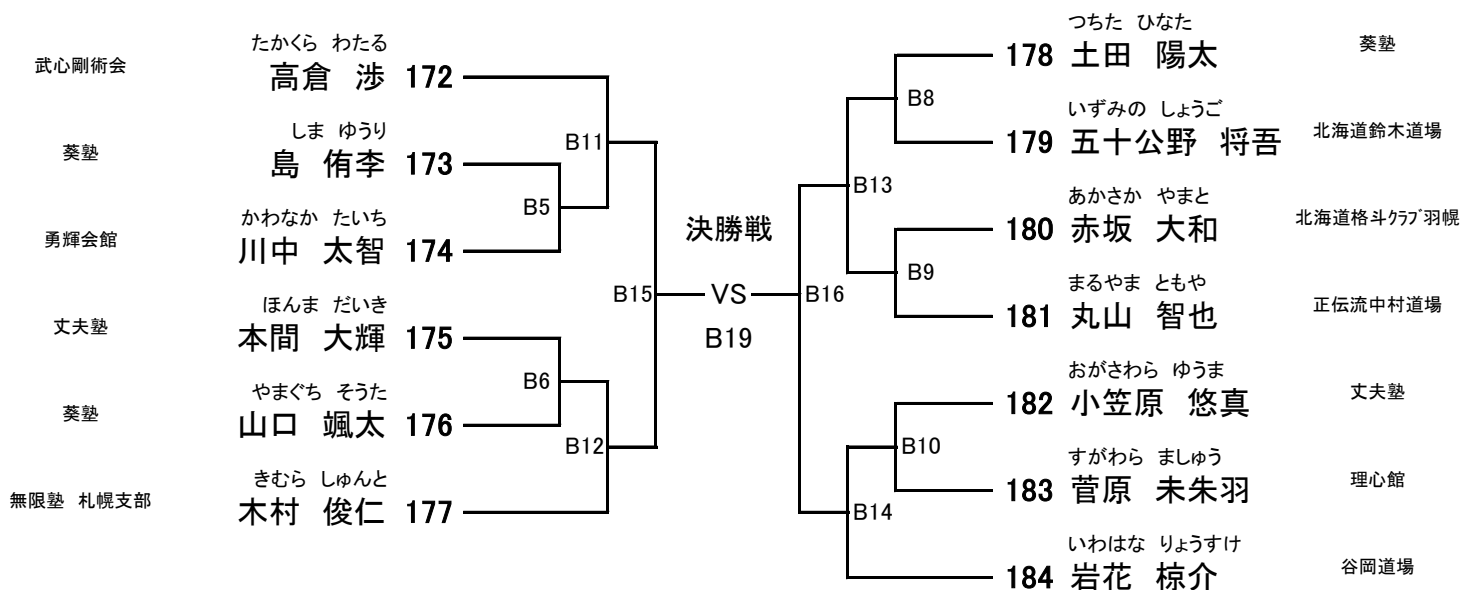 たかくら わたる
武心剛術会 高倉 渉 172
しま ゆうり
葵塾 島 侑李 173
かわなか たいち
勇輝会館 川中 太智 174
ほんま だいき
丈夫塾 本間 大輝 175
やまぐち そうた
葵塾 山口 颯太 176
きむら しゅんと
無限塾 札幌支部 木村 俊仁 177
B11
B5
B15
B6
B12
決勝戦
VS
B19
B8
B13
B9
B16
B10
B14
つちた ひなた
178 土田 陽太 葵塾
いずみの しょうご
179 五十公野 将吾 北海道鈴木道場
あかさか やまと
180 赤坂 大和 北海道格斗クラブ羽幌
まるやま ともや
181 丸山 智也 正伝流中村道場
おがさわら ゆうま
182 小笠原 悠真 丈夫塾
すがわら ましゅう
183 菅原 未朱羽 理心館
いわはな りょうすけ
184 岩花 椋介 谷岡道場